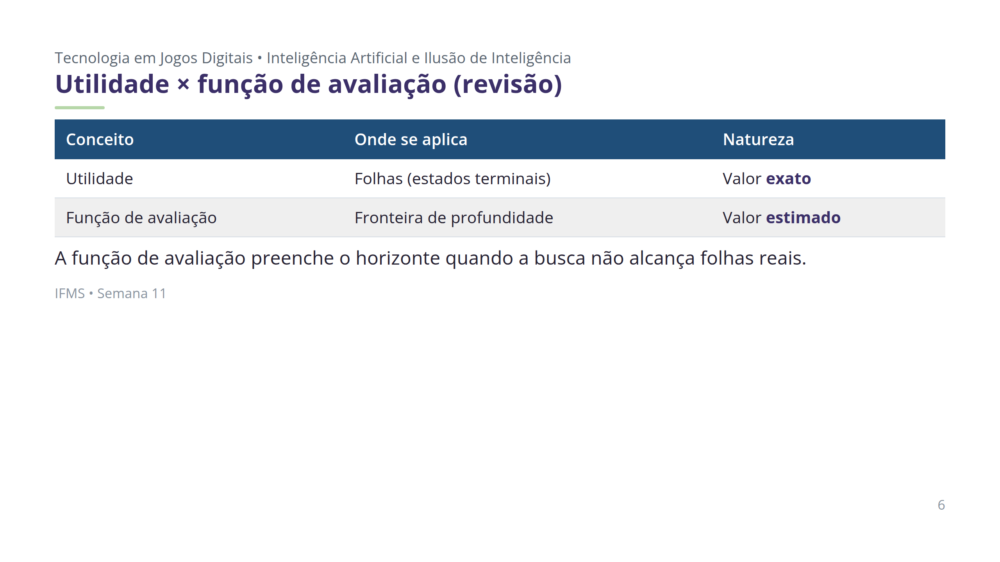 Tecnologia em Jogos Digitais • Inteligência Artificial e Ilusão de Inteligência
Utilidade × função de avaliação (revisão)
Conceito Onde se aplica Natureza
Utilidade Folhas (estados terminais) Valor exato
Função de avaliação Fronteira de profundidade Valor estimado
A função de avaliação preenche o horizonte quando a busca não alcança folhas reais.
IFMS • Semana 11
6